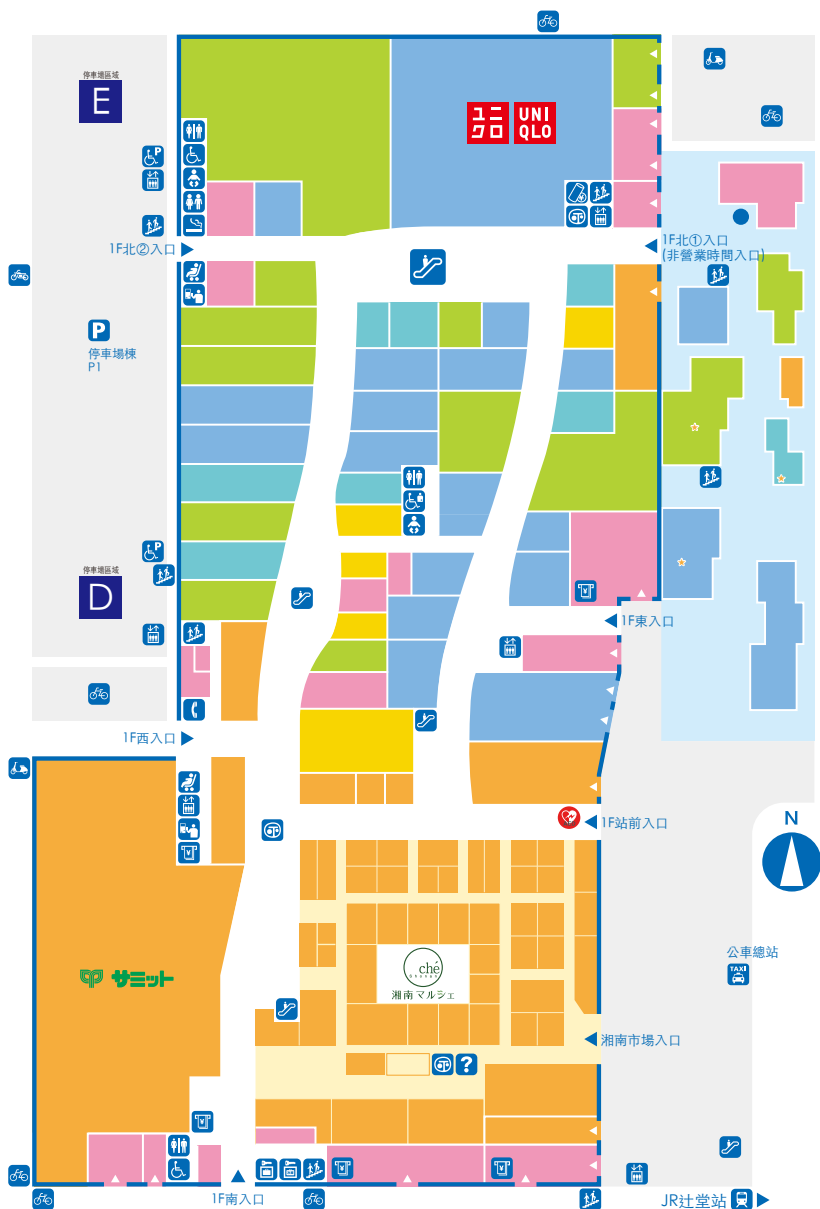 停車場區域
E
ユニクロ
UNIQLO
P
1F北②入口
1F北①入口
(非營業時間入口)
P
停車場棟
P1
停車場區域
P
D
1F東入口
1F西入口
1F站前入口
N
ché
湘南マルシェ
サミット
公車總站
TAXI
湘南市場入口
?
1F南入口
JR辻堂站